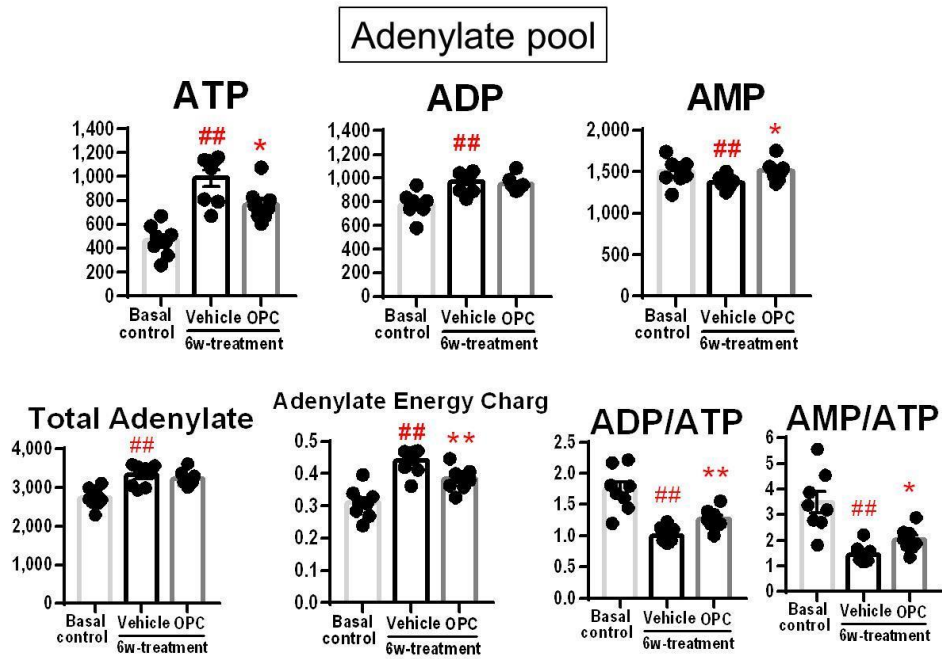 Adenylate pool
ATP
1,400
1,200
1,000
800
600
400
200
0
##
*
Basal
control
Vehicle OPC
6w-treatment
ADP
1,400
1,200
1,000
800
600
400
200
0
##
Basal
control
Vehicle OPC
6w-treatment
AMP
2,000
1,500
1,000
500
0
##
*
Basal
control
Vehicle OPC
6w-treatment
Total Adenylate
4,000
3,000
2,000
1,000
0
##
Basal
control
Vehicle OPC
6w-treatment
Adenylate Energy Charg
0.5
0.4
0.3
0.2
0.1
0.0
##
**
Basal
control
Vehicle OPC
6w-treatment
ADP/ATP
2.5
2.0
1.5
1.0
0.5
0.0
##
**
Basal
control
Vehicle OPC
6w-treatment
AMP/ATP
6
5
4
3
2
1
0
##
*
Basal
control
Vehicle OPC
6w-treatment